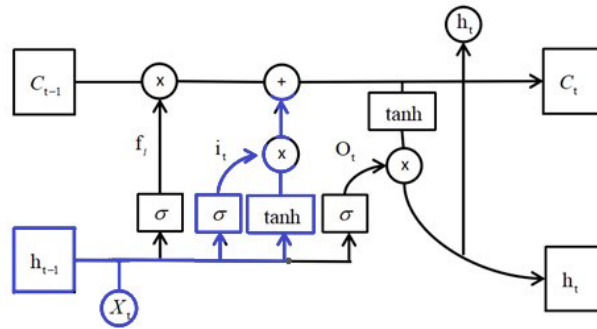 h_t
C_{t-1} x + C_t
tanh
f_t i_t x O_t x
σ σ tanh σ
h_{t-1} h_t
X_t